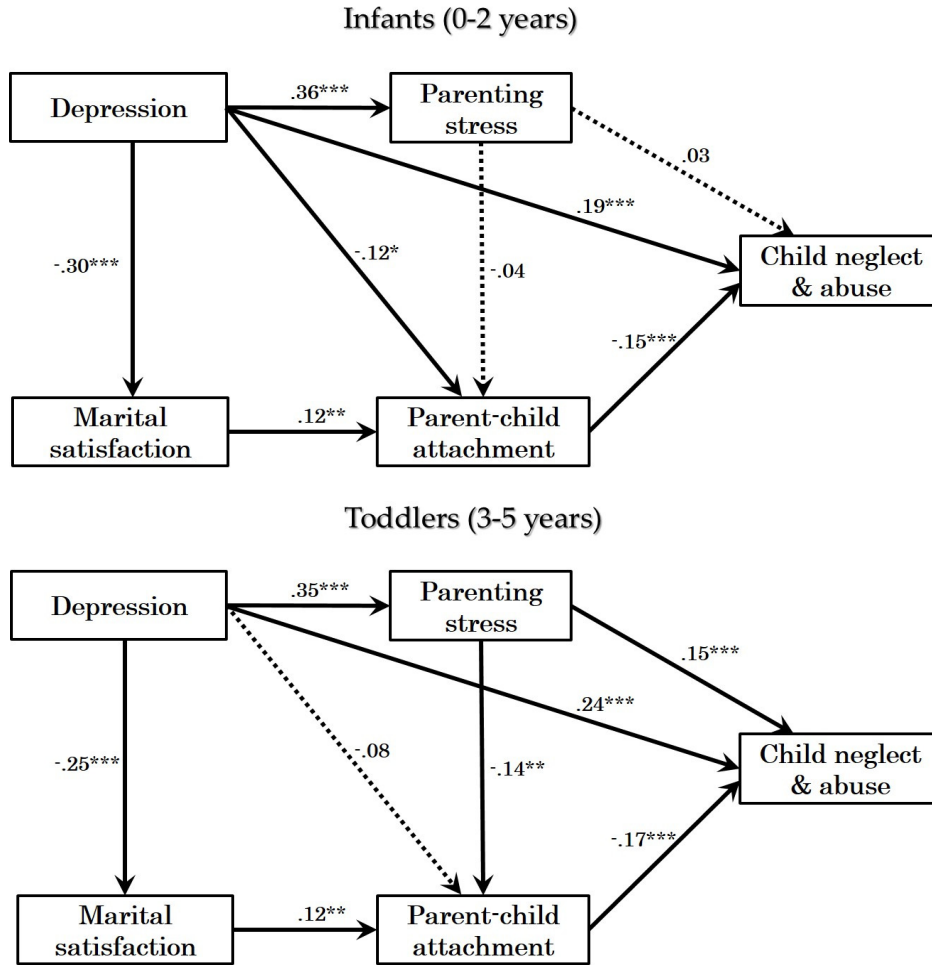 Infants (0-2 years)
Depression
.36***
Parenting
stress
.03
.19***
-.30***
-.12*
-.04
Child neglect
& abuse
-.15***
Marital
satisfaction
.12**
Parent-child
attachment
Toddlers (3-5 years)
Depression
.35***
Parenting
stress
.15***
.24***
-.25***
-.08
-.14**
Child neglect
& abuse
-.17***
Marital
satisfaction
.12**
Parent-child
attachment